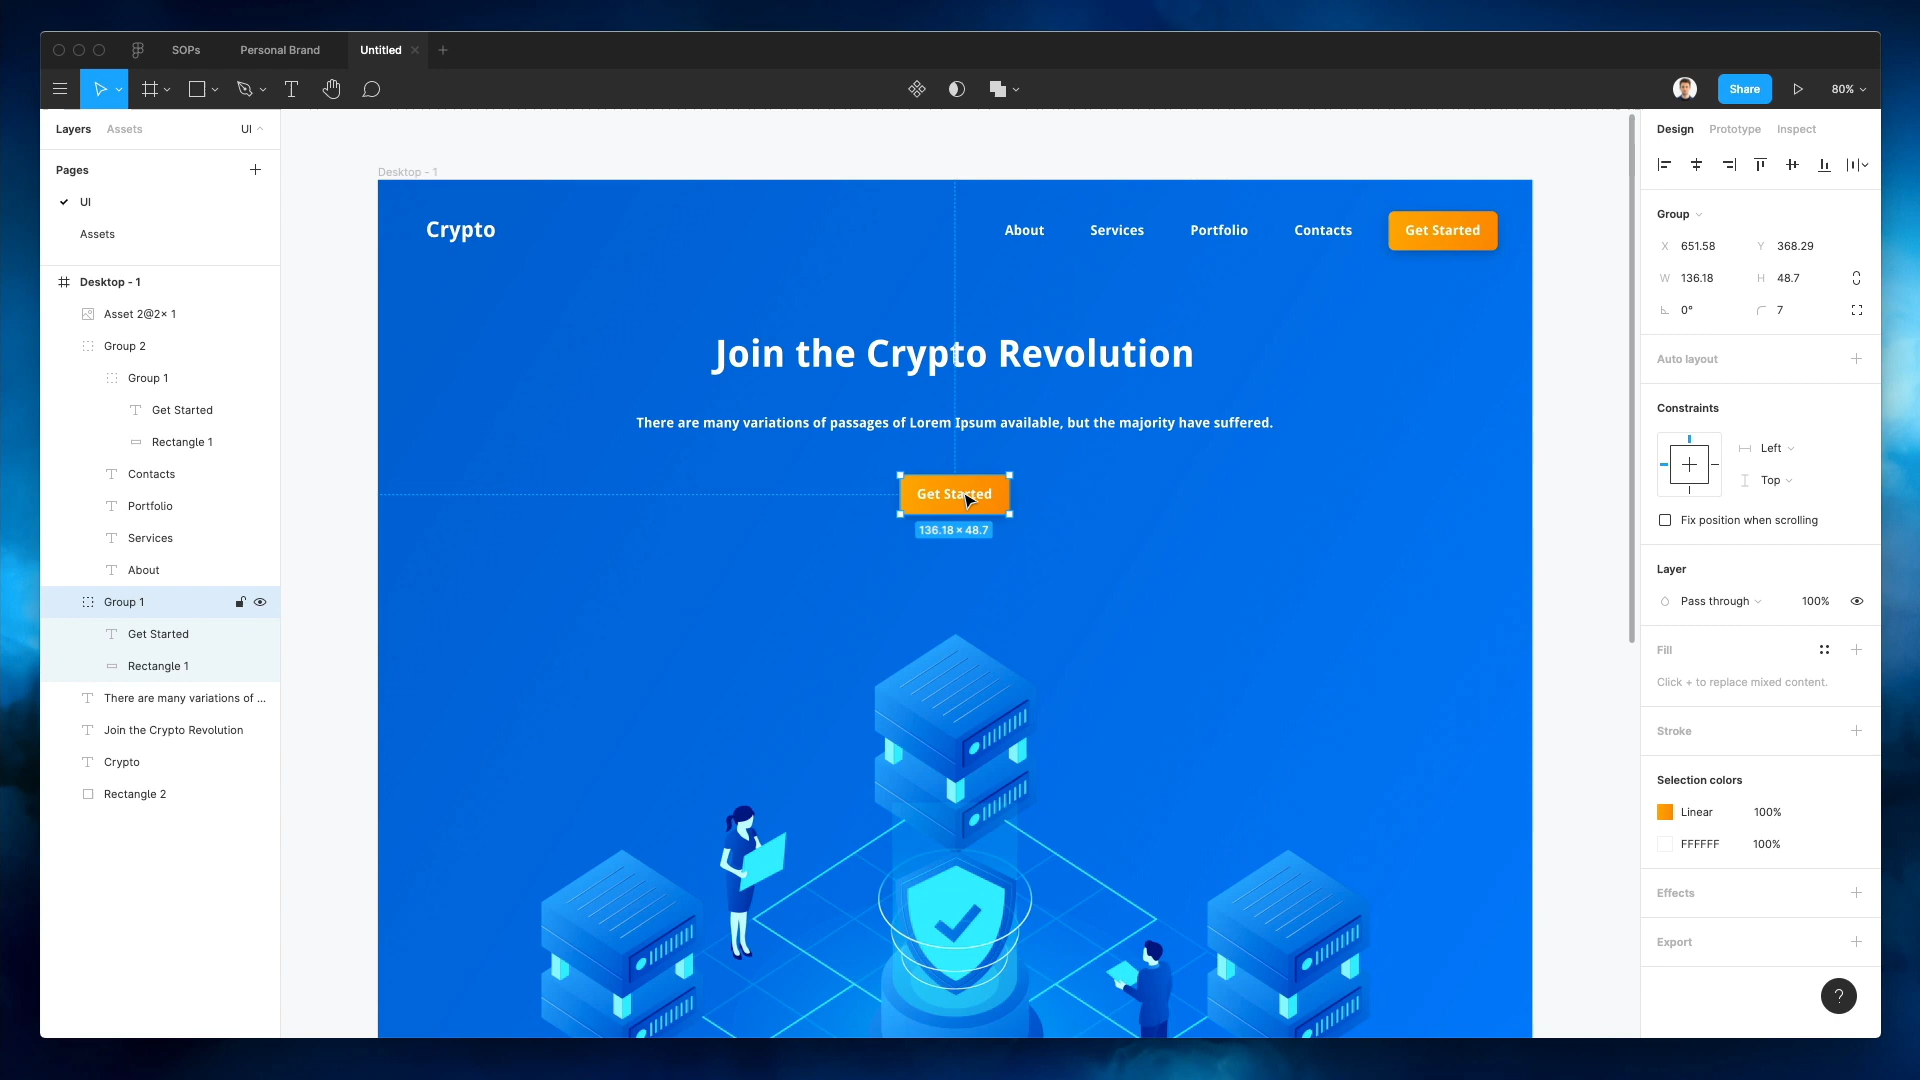 SOPs
Personal Brand
Untitled
Share
80%
Layers
Assets
UI
Pages
UI
Assets
Desktop - 1
Asset 2@2× 1
Group 2
Group 1
Get Started
Rectangle 1
Contacts
Portfolio
Services
About
Group 1
Get Started
Rectangle 1
There are many variations of ...
Join the Crypto Revolution
Crypto
Rectangle 2
Desktop - 1
Crypto
About
Services
Portfolio
Contacts
Get Started
Join the Crypto Revolution
There are many variations of passages of Lorem Ipsum available, but the majority have suffered.
Get Started
136.18 × 48.7
Design
Prototype
Inspect
Group
X 651.58
Y 368.29
W 136.18
H 48.7
0°
7
Auto layout
Constraints
Left
Top
Fix position when scrolling
Layer
Pass through
100%
Fill
Click + to replace mixed content.
Stroke
Selection colors
Linear 100%
FFFFFF 100%
Effects
Export
?